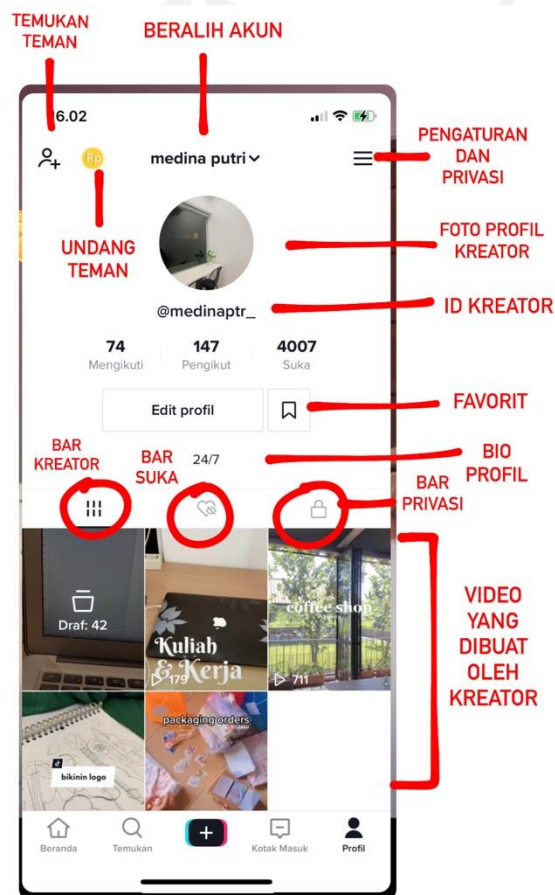 TEMUKAN
TEMAN
BERALIH AKUN
16.02
Rp
medina putri
PENGATURAN
DAN
PRIVASI
UNDANG
TEMAN
FOTO PROFIL
KREATOR
@medinaptr_
ID KREATOR
74 147 4007
Mengikuti Pengikut Suka
Edit profil
FAVORIT
BAR
KREATOR
BAR
SUKA
24/7
BIO
PROFIL
BAR
PRIVASI
Draf: 42
Kuliah
& Kerja
179
coffee shop
711
VIDEO
YANG
DIBUAT
OLEH
KREATOR
bikinin logo
packaging orders
Beranda Temukan Kotak Masuk Profil